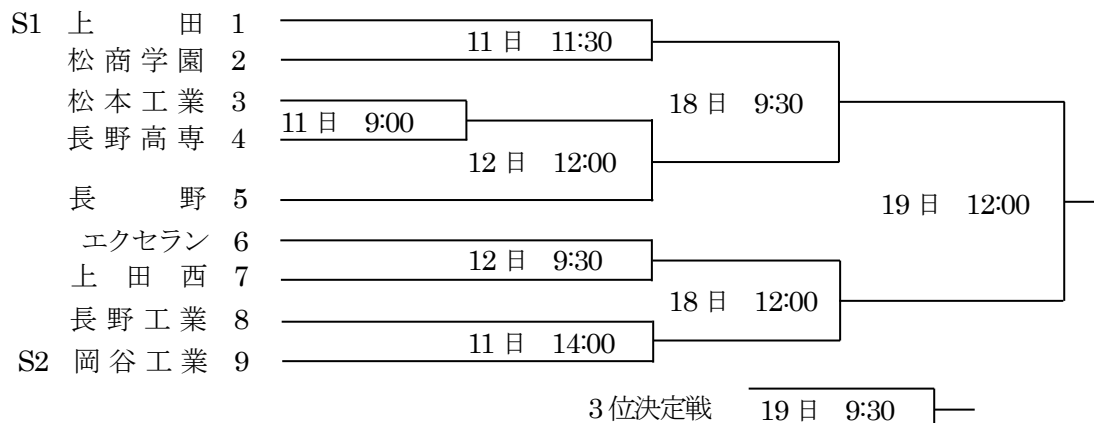 S1 上 田 1
11日 11:30
松商学園 2
松本工業 3
18日 9:30
11日 9:00
長野高専 4
12日 12:00
長 野 5
19日 12:00
エクセラン 6
12日 9:30
上田西 7
18日 12:00
長野工業 8
11日 14:00
S2 岡谷工業 9
3位決定戦 19日 9:30